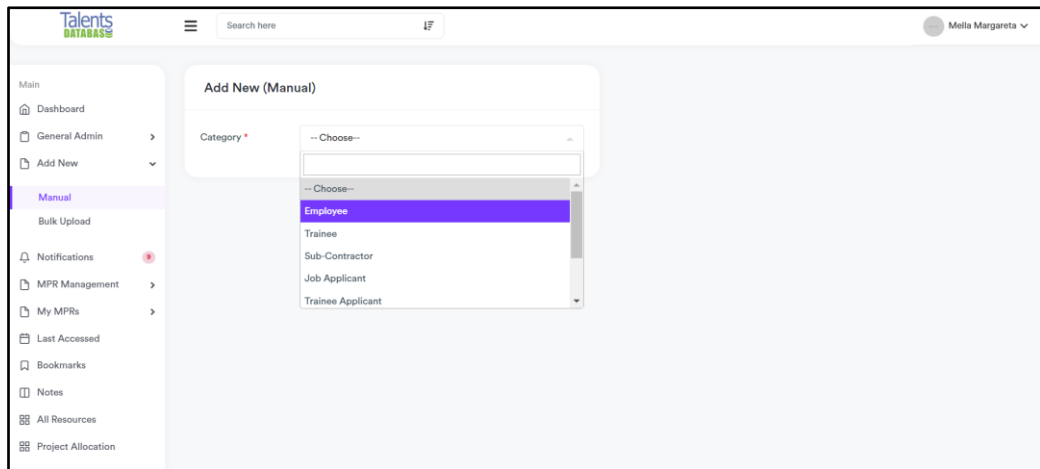 Talents
DATABASE
Search here
Mella Margareta
Main
Dashboard
General Admin
Add New
Manual
Bulk Upload
Notifications
9
MPR Management
My MPRs
Last Accessed
Bookmarks
Notes
All Resources
Project Allocation
Add New (Manual)
Category *
-- Choose--
-- Choose--
Employee
Trainee
Sub-Contractor
Job Applicant
Trainee Applicant